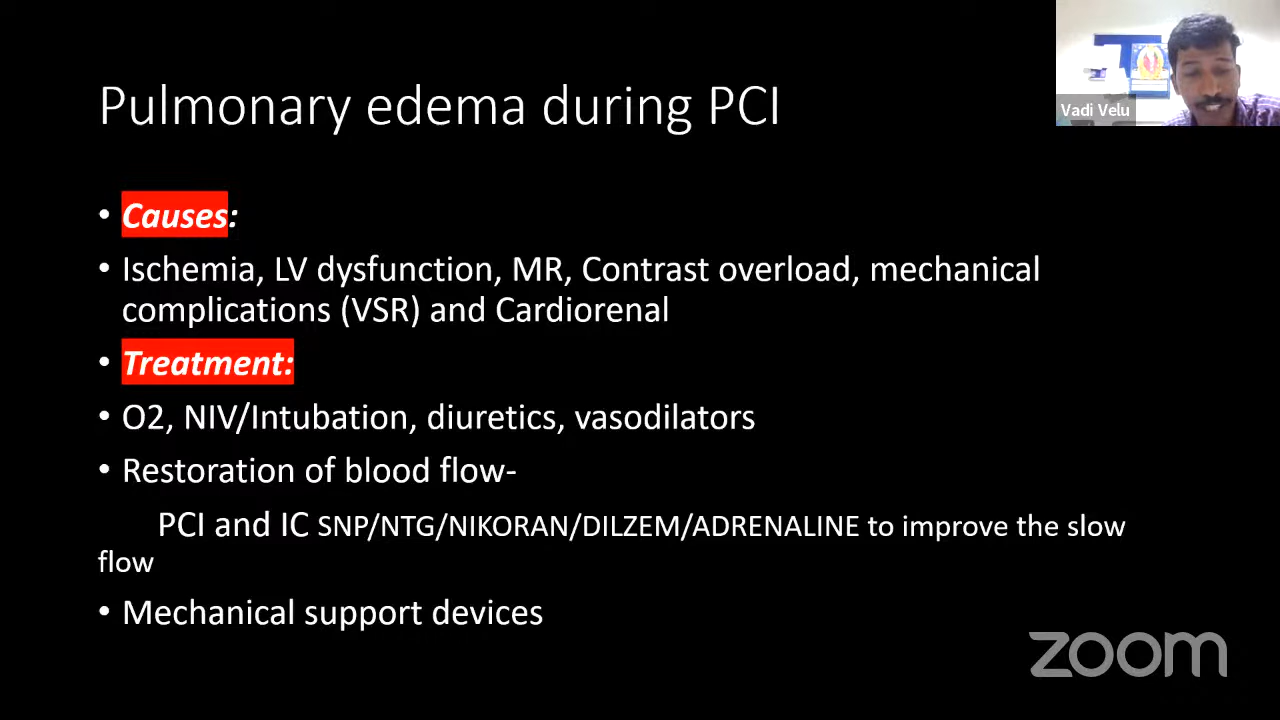 Pulmonary edema during PCI
Vadi Velu
• Causes:
• Ischemia, LV dysfunction, MR, Contrast overload, mechanical
complications (VSR) and Cardiorenal
• Treatment:
• O2, NIV/Intubation, diuretics, vasodilators
• Restoration of blood flow-
PCI and IC SNP/NTG/NIKORAN/DILZEM/ADRENALINE to improve the slow
flow
• Mechanical support devices
zoom